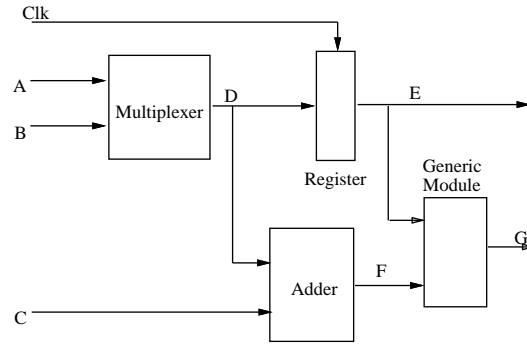 Clk
A
B
Multiplexer
D
Register
E
Generic
Module
G
C
Adder
F